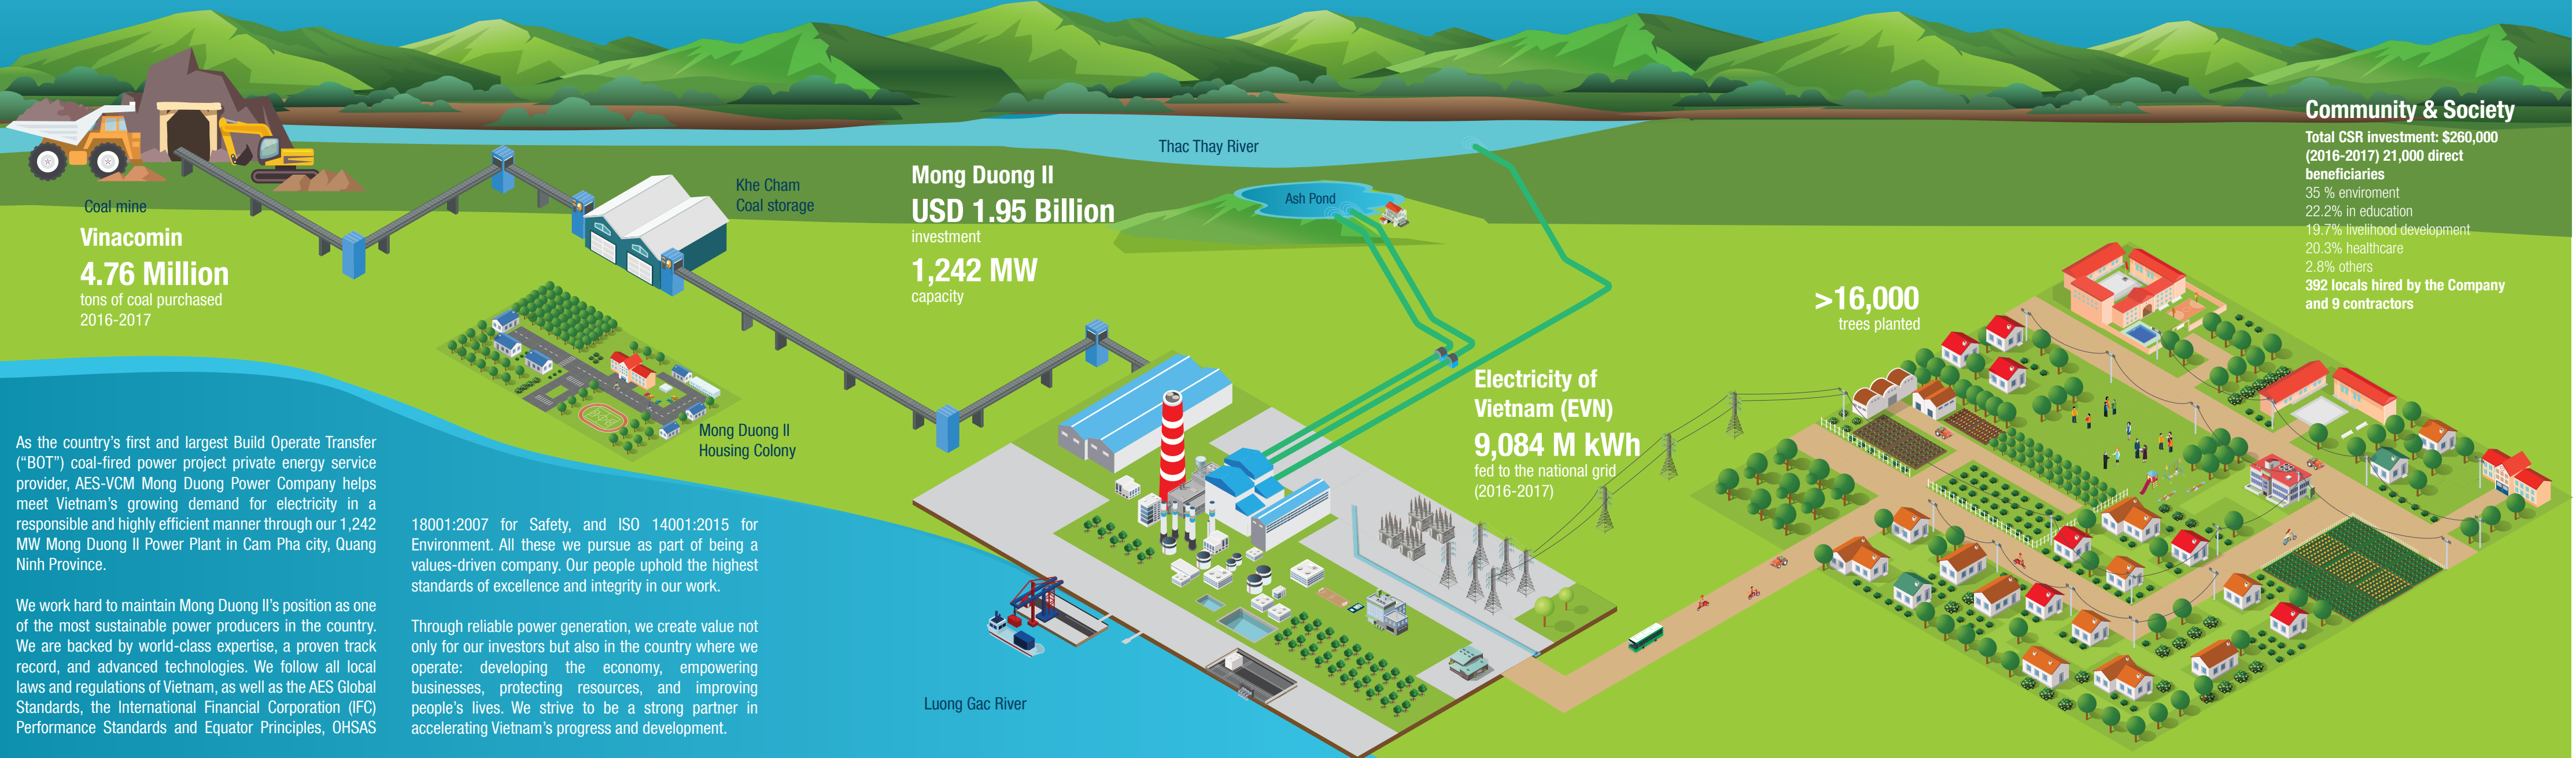 Coal mine
Vinacomin
4.76 Million
tons of coal purchased
2016-2017
Khe Cham
Coal storage
Mong Duong II
Housing Colony
Mong Duong II
USD 1.95 Billion
investment
1,242 MW
capacity
Thac Thay River
Ash Pond
Electricity of
Vietnam (EVN)
9,084 M kWh
fed to the national grid
(2016-2017)
>16,000
trees planted
Community & Society
Total CSR investment: $260,000
(2016-2017) 21,000 direct
beneficiaries
35 % enviroment
22.2% in education
19.7% livelihood development
20.3% healthcare
2.8% others
392 locals hired by the Company
and 9 contractors
As the country's first and largest Build Operate Transfer
("BOT") coal-fired power project private energy service
provider, AES-VCM Mong Duong Power Company helps
meet Vietnam's growing demand for electricity in a
responsible and highly efficient manner through our 1,242
MW Mong Duong II Power Plant in Cam Pha city, Quang
Ninh Province.
We work hard to maintain Mong Duong II's position as one
of the most sustainable power producers in the country.
We are backed by world-class expertise, a proven track
record, and advanced technologies. We follow all local
laws and regulations of Vietnam, as well as the AES Global
Standards, the International Financial Corporation (IFC)
Performance Standards and Equator Principles, OHSAS
18001:2007 for Safety, and ISO 14001:2015 for
Environment. All these we pursue as part of being a
values-driven company. Our people uphold the highest
standards of excellence and integrity in our work.
Through reliable power generation, we create value not
only for our investors but also in the country where we
operate: developing the economy, empowering
businesses, protecting resources, and improving
people's lives. We strive to be a strong partner in
accelerating Vietnam's progress and development.
Luong Gac River